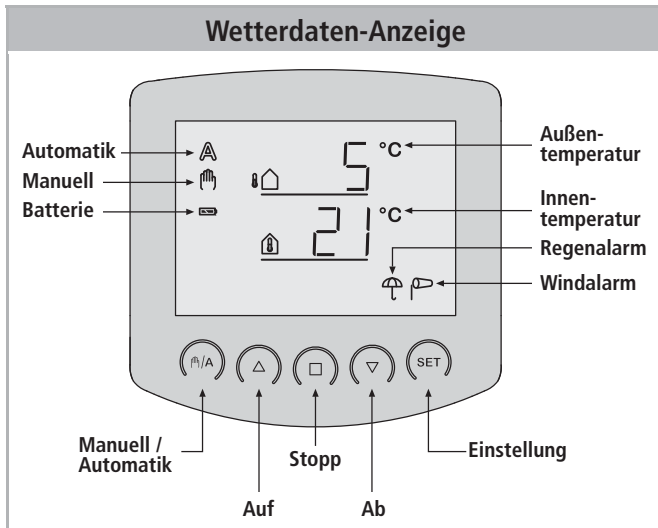 Wetterdaten-Anzeige
Automatik
A
5 °C
Außen-
temperatur
Manuell
Batterie
21 °C
Innen-
temperatur
Regenalarm
Windalarm
/A
SET
Manuell /
Automatik
Stopp
Einstellung
Auf
Ab